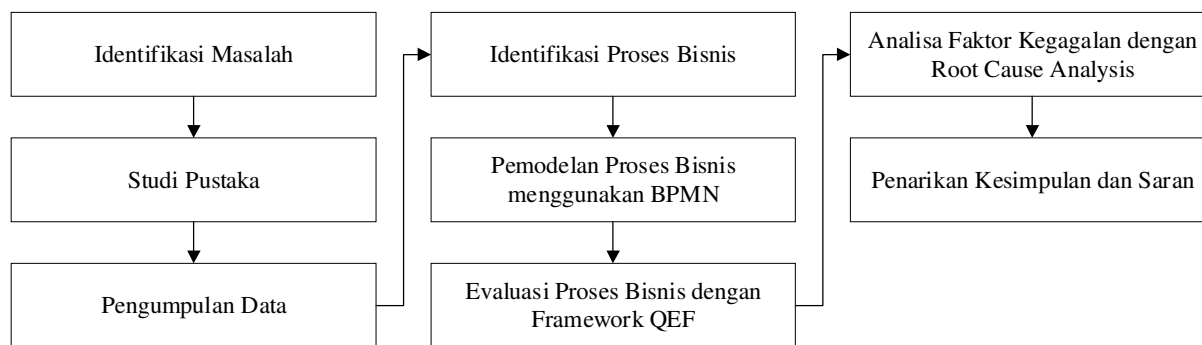 Identifikasi Masalah
Studi Pustaka
Pengumpulan Data
Identifikasi Proses Bisnis
Pemodelan Proses Bisnis
menggunakan BPMN
Evaluasi Proses Bisnis dengan
Framework QEF
Analisa Faktor Kegagalan dengan
Root Cause Analysis
Penarikan Kesimpulan dan Saran